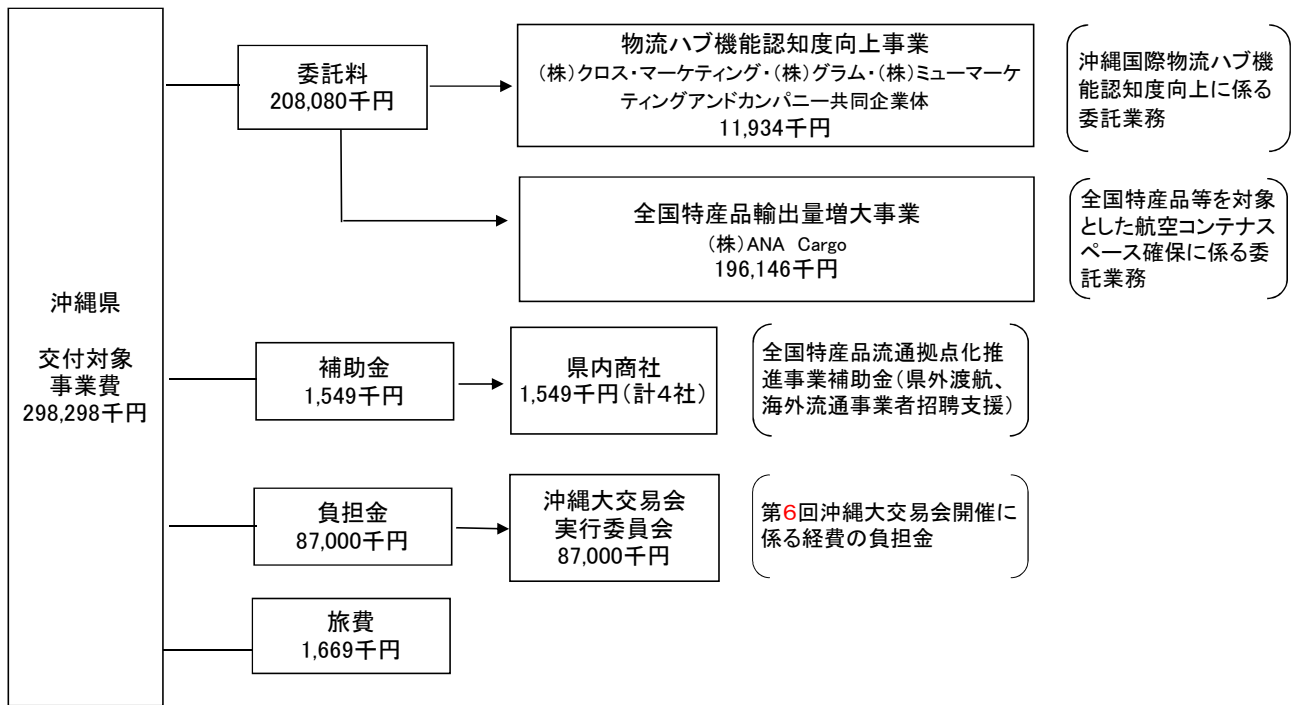 沖縄県
交付対象
事業費
298,298千円
委託料
208,080千円
物流ハブ機能認知度向上事業
(株)クロス・マーケティング・(株)グラム・(株)ミューマーケ
ティングアンドカンパニー共同企業体
11,934千円
沖縄国際物流ハブ機
能認知度向上に係る
委託業務
全国特産品輸出量増大事業
(株)ANA Cargo
196,146千円
全国特産品等を対象
とした航空コンテナス
ペース確保に係る委
託業務
補助金
1,549千円
県内商社
1,549千円(計4社)
全国特産品流通拠点化推
進事業補助金(県外渡航、
海外流通事業者招聘支援)
負担金
87,000千円
沖縄大交易会
実行委員会
87,000千円
第6回沖縄大交易会開催に
係る経費の負担金
旅費
1,669千円